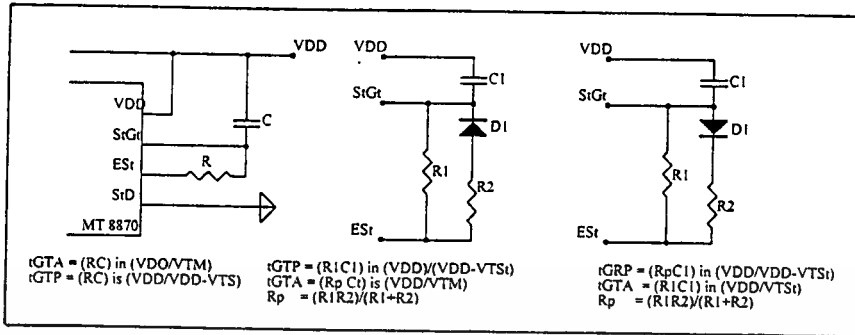 VDD
VDD
StGt
ESt
StD
MT 8870
C
R
tGTA = (RC) in (VDO/VTM)
tGTP = (RC) is (VDD/VDD-VTS)
VDD
C1
StGt
D1
R1
R2
ESt
tGTP = (R1C1) in (VDD)/(VDD-VTSt)
tGTA = (Rp Ct) is (VDD/VTM)
Rp = (R1R2)/(R1+R2)
VDD
C1
StGt
D1
R1
R2
ESt
tGRP = (RpC1) in (VDD/VDD-VTSt)
tGTA = (R1C1) in (VDD/VTSt)
Rp = (R1R2)/(R1+R2)